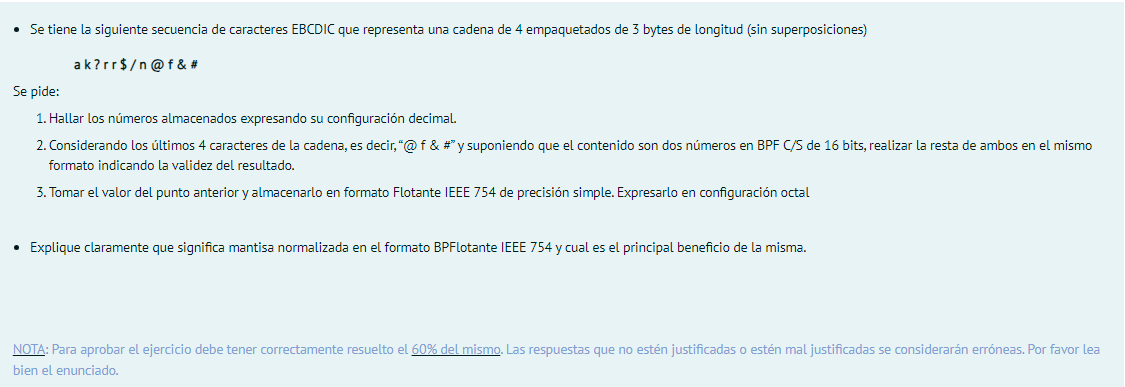 • Se tiene la siguiente secuencia de caracteres EBCDIC que representa una cadena de 4 empaquetados de 3 bytes de longitud (sin superposiciones)
a k ? r r $ / n @ f & #
Se pide:
1. Hallar los números almacenados expresando su configuración decimal.
2. Considerando los últimos 4 caracteres de la cadena, es decir, "@ f & #" y suponiendo que el contenido son dos números en BPF C/S de 16 bits, realizar la resta de ambos en el mismo
formato indicando la validez del resultado.
3. Tomar el valor del punto anterior y almacenarlo en formato Flotante IEEE 754 de precisión simple. Expresarlo en configuración octal
• Explique claramente que significa mantisa normalizada en el formato BPFlotante IEEE 754 y cual es el principal beneficio de la misma.
NOTA: Para aprobar el ejercicio debe tener correctamente resuelto el 60% del mismo. Las respuestas que no estén justificadas o estén mal justificadas se considerarán erróneas. Por favor lea
bien el enunciado.